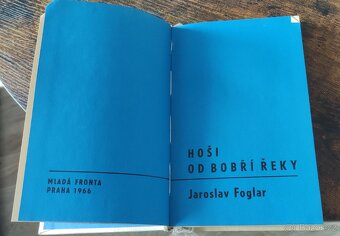 MLADÁ FRONTA
PRAHA 1966
HOŠI
OD BOBŘÍ ŘEKY
Jaroslav Foglar